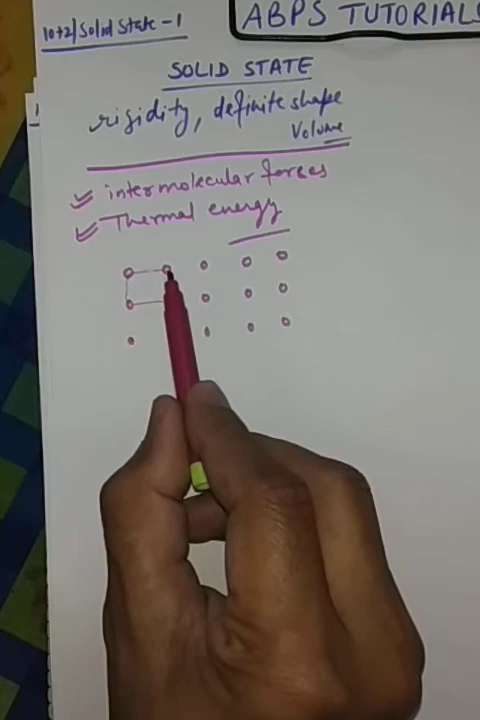 10+2/Solid State-1
ABPS TUTORIALS
SOLID STATE
rigidity, definite shape
Volume
intermolecular forces
Thermal energy